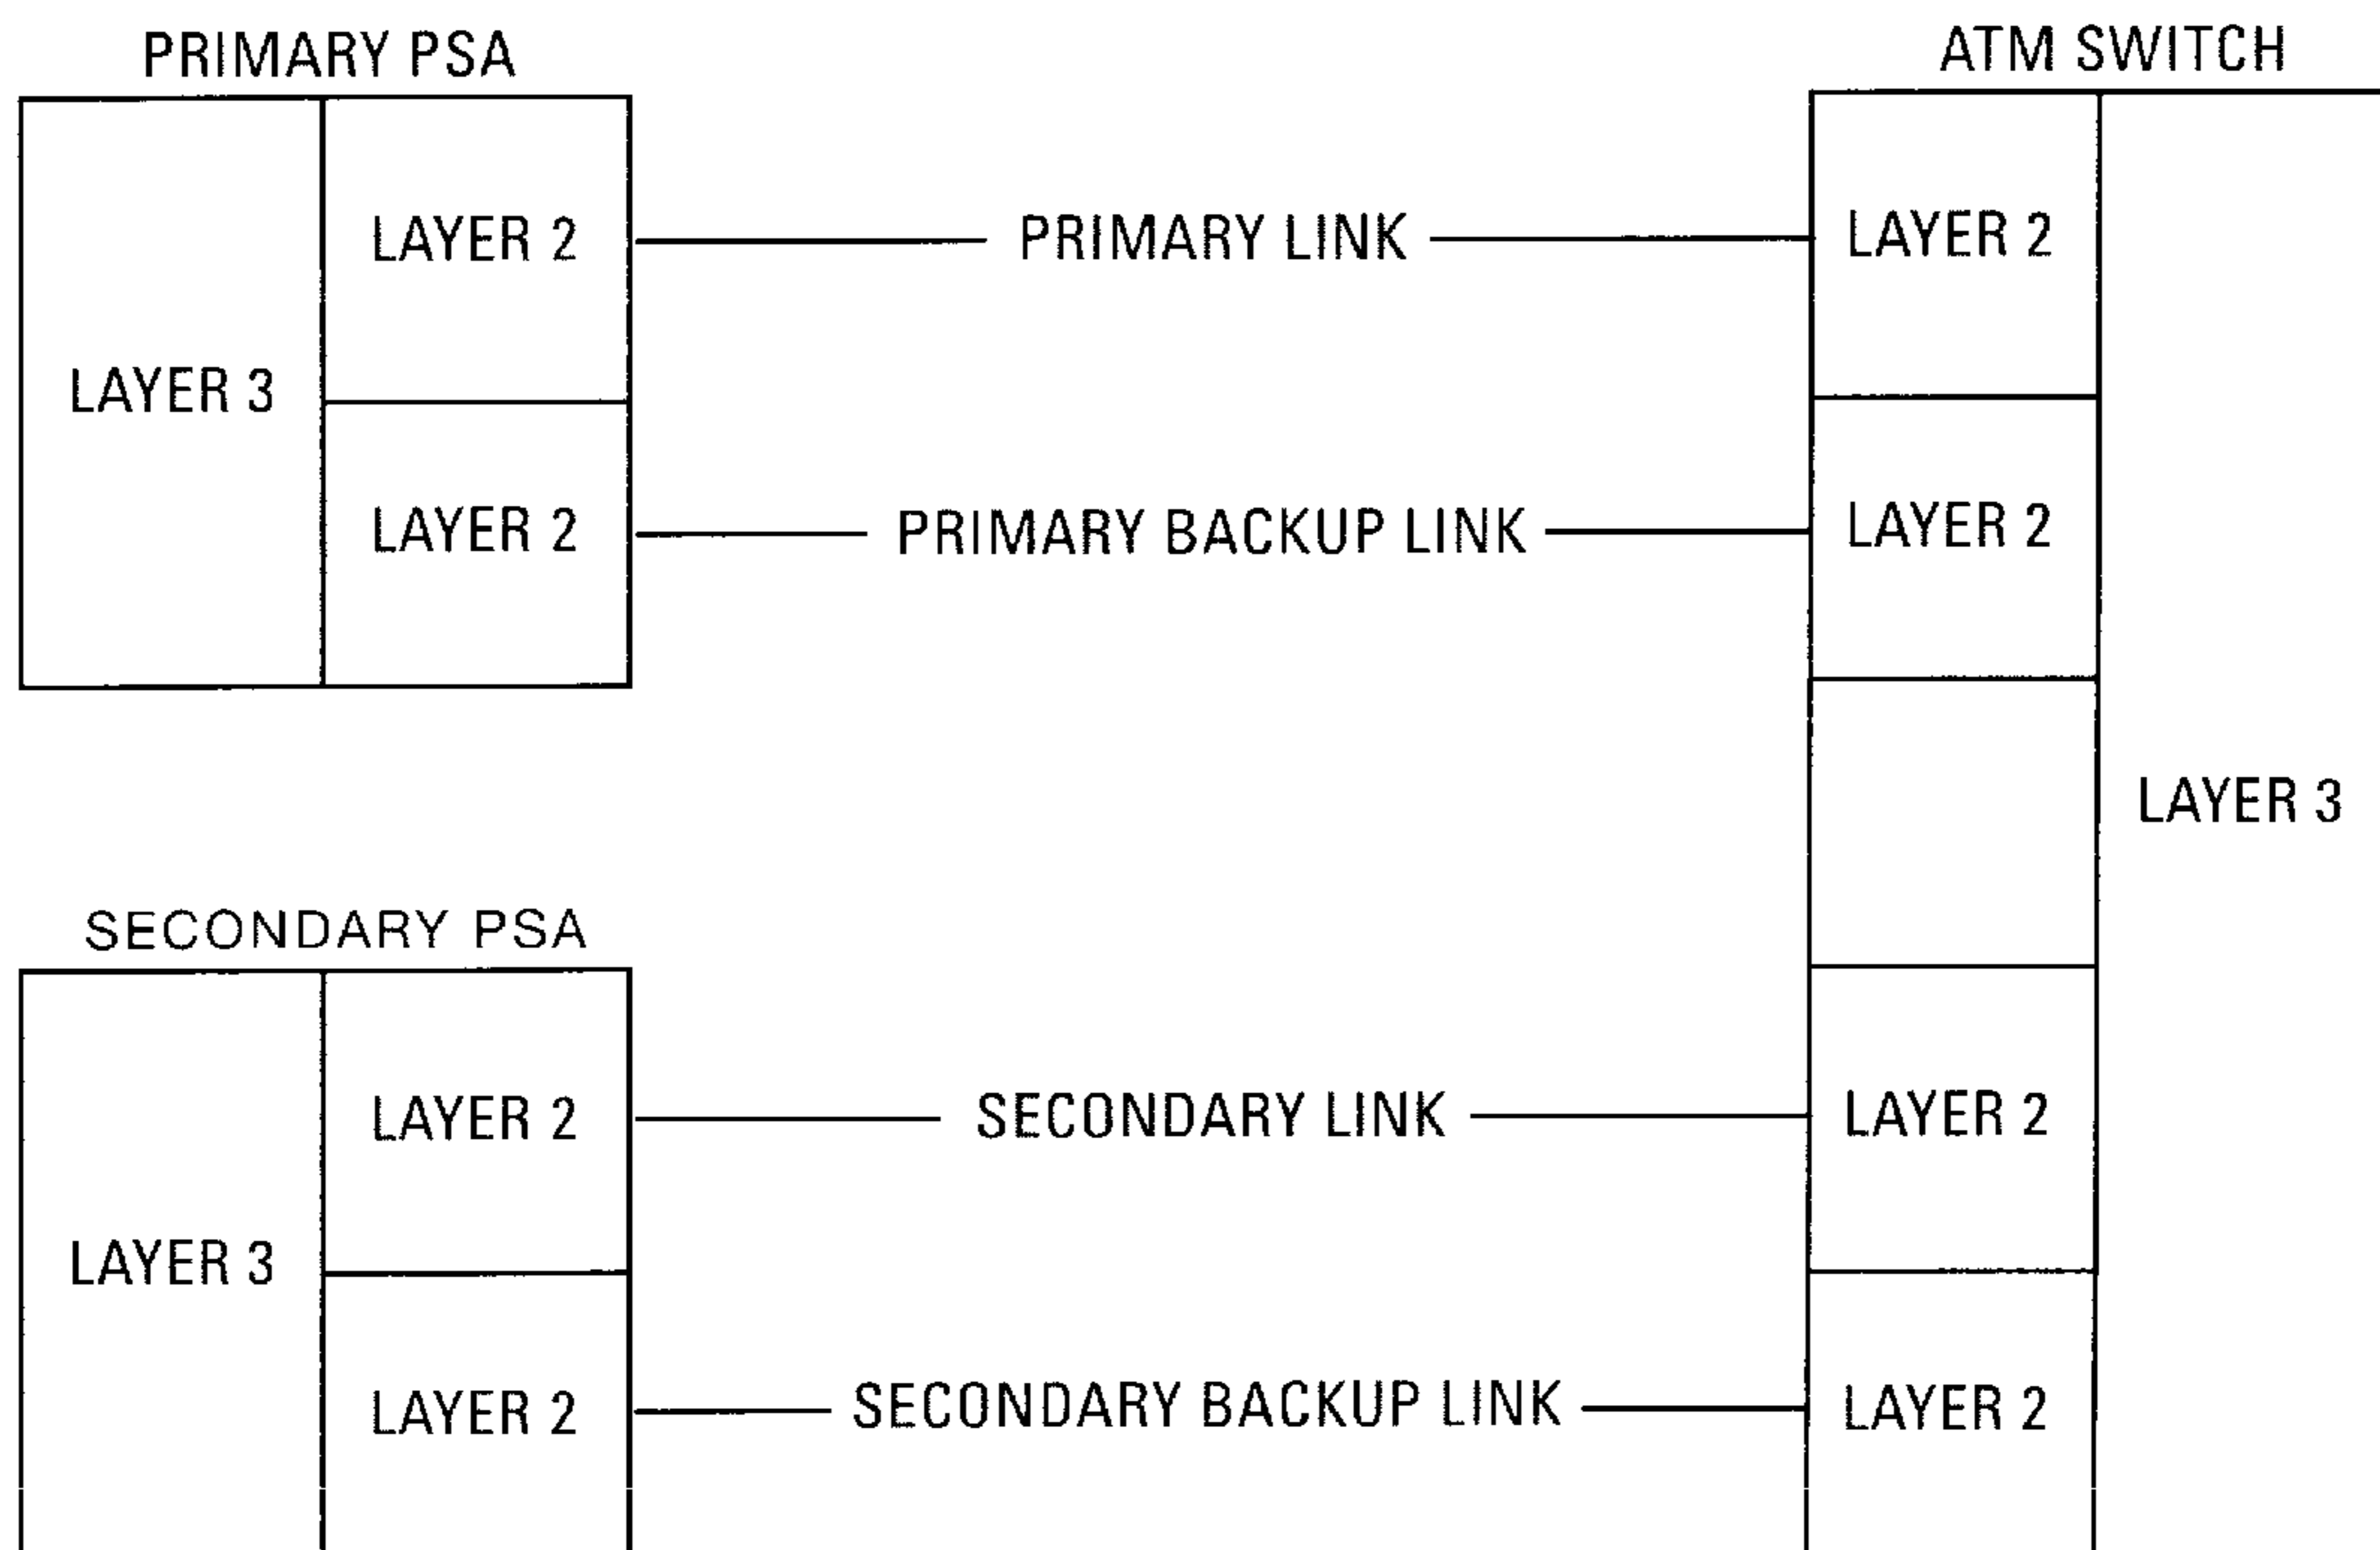 PRIMARY PSA
ATM SWITCH
LAYER 2
PRIMARY LINK
LAYER 2
LAYER 3
LAYER 2
PRIMARY BACKUP LINK
LAYER 2
LAYER 3
SECONDARY PSA
LAYER 2
SECONDARY LINK
LAYER 2
LAYER 3
LAYER 2
SECONDARY BACKUP LINK
LAYER 2